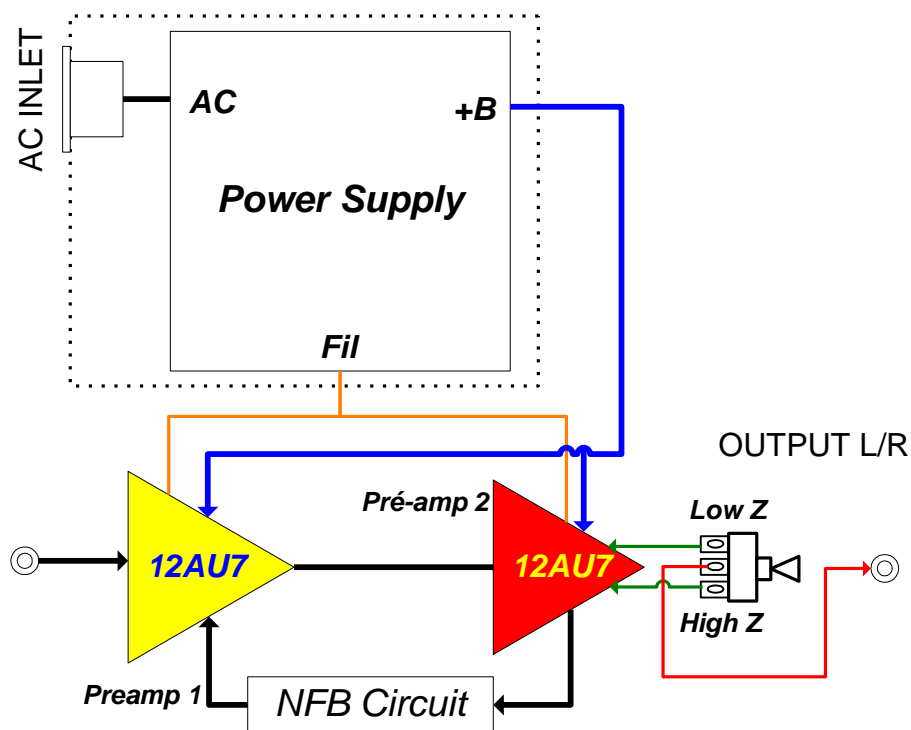 AC INLET
AC
+B
Power Supply
Fil
OUTPUT L/R
Pré-amp 2
Low Z
12AU7
12AU7
High Z
Preamp 1
NFB Circuit